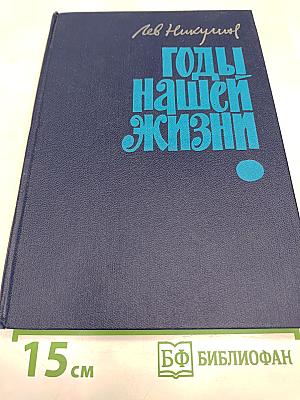 Лев Никулин
ГОДЫ
НАШЕЙ
ЖИЗНИ
15 см
БФ БИБЛИОФАН